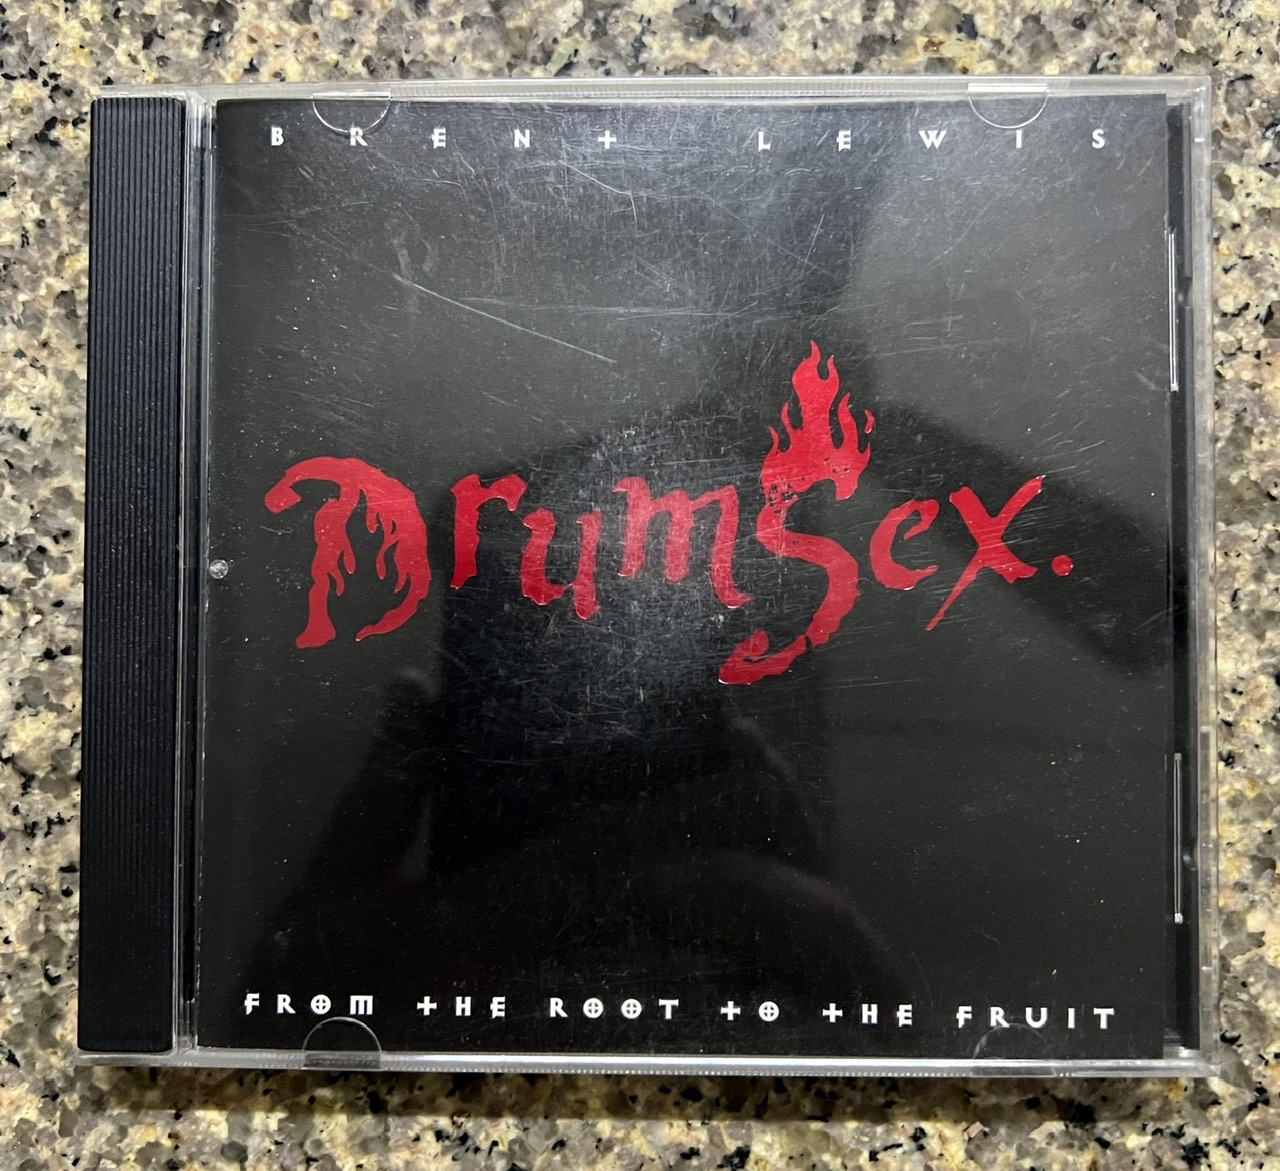 BRENT LEWIS
DrumSex.
FROM THE ROOT TO THE FRUIT